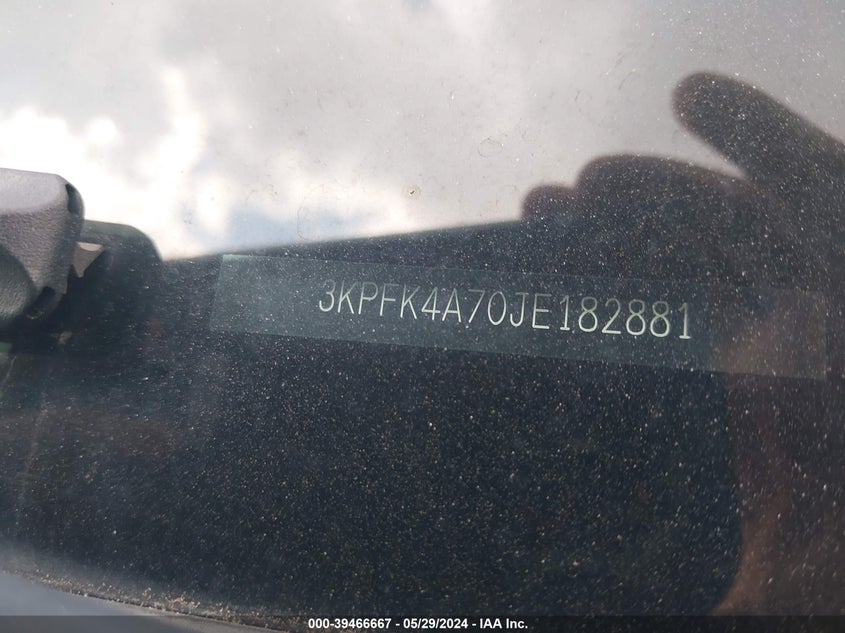 3KPFK4A70JE182881
000-39466667 / 05/29/2024 - IAA Inc.